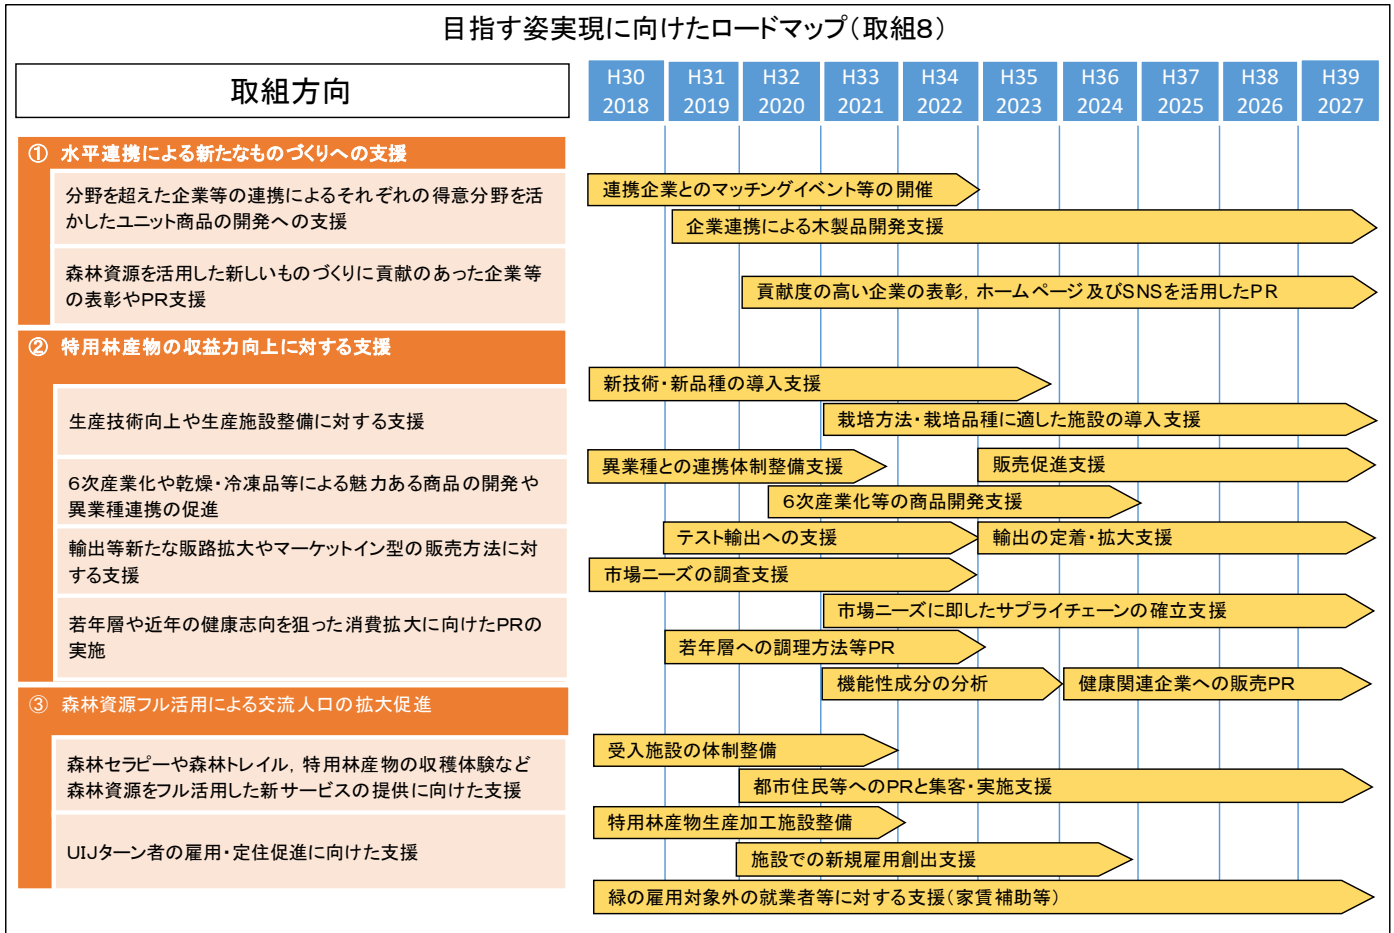 目指す姿実現に向けたロードマップ（取組８）
取組方向
H30 H31 H32 H33 H34 H35 H36 H37 H38 H39
2018 2019 2020 2021 2022 2023 2024 2025 2026 2027
① 水平連携による新たなものづくりへの支援
分野を超えた企業等の連携によるそれぞれの得意分野を活
かしたユニット商品の開発への支援
連携企業とのマッチングイベント等の開催
企業連携による木製品開発支援
森林資源を活用した新しいものづくりに貢献のあった企業等
の表彰やPR支援
貢献度の高い企業の表彰，ホームページ及びSNSを活用したPR
② 特用林産物の収益力向上に対する支援
新技術・新品種の導入支援
生産技術向上や生産施設整備に対する支援
栽培方法・栽培品種に適した施設の導入支援
異業種との連携体制整備支援
販売促進支援
６次産業化や乾燥・冷凍品等による魅力ある商品の開発や
異業種連携の促進
６次産業化等の商品開発支援
輸出等新たな販路拡大やマーケットイン型の販売方法に対
する支援
テスト輸出への支援
輸出の定着・拡大支援
市場ニーズの調査支援
市場ニーズに即したサプライチェーンの確立支援
若年層や近年の健康志向を狙った消費拡大に向けたPRの
実施
若年層への調理方法等PR
機能性成分の分析
健康関連企業への販売PR
③ 森林資源フル活用による交流人口の拡大促進
森林セラピーや森林トレイル，特用林産物の収穫体験など
森林資源をフル活用した新サービスの提供に向けた支援
受入施設の体制整備
都市住民等へのPRと集客・実施支援
特用林産物生産加工施設整備
UIJターン者の雇用・定住促進に向けた支援
施設での新規雇用創出支援
緑の雇用対象外の就業者等に対する支援（家賃補助等）